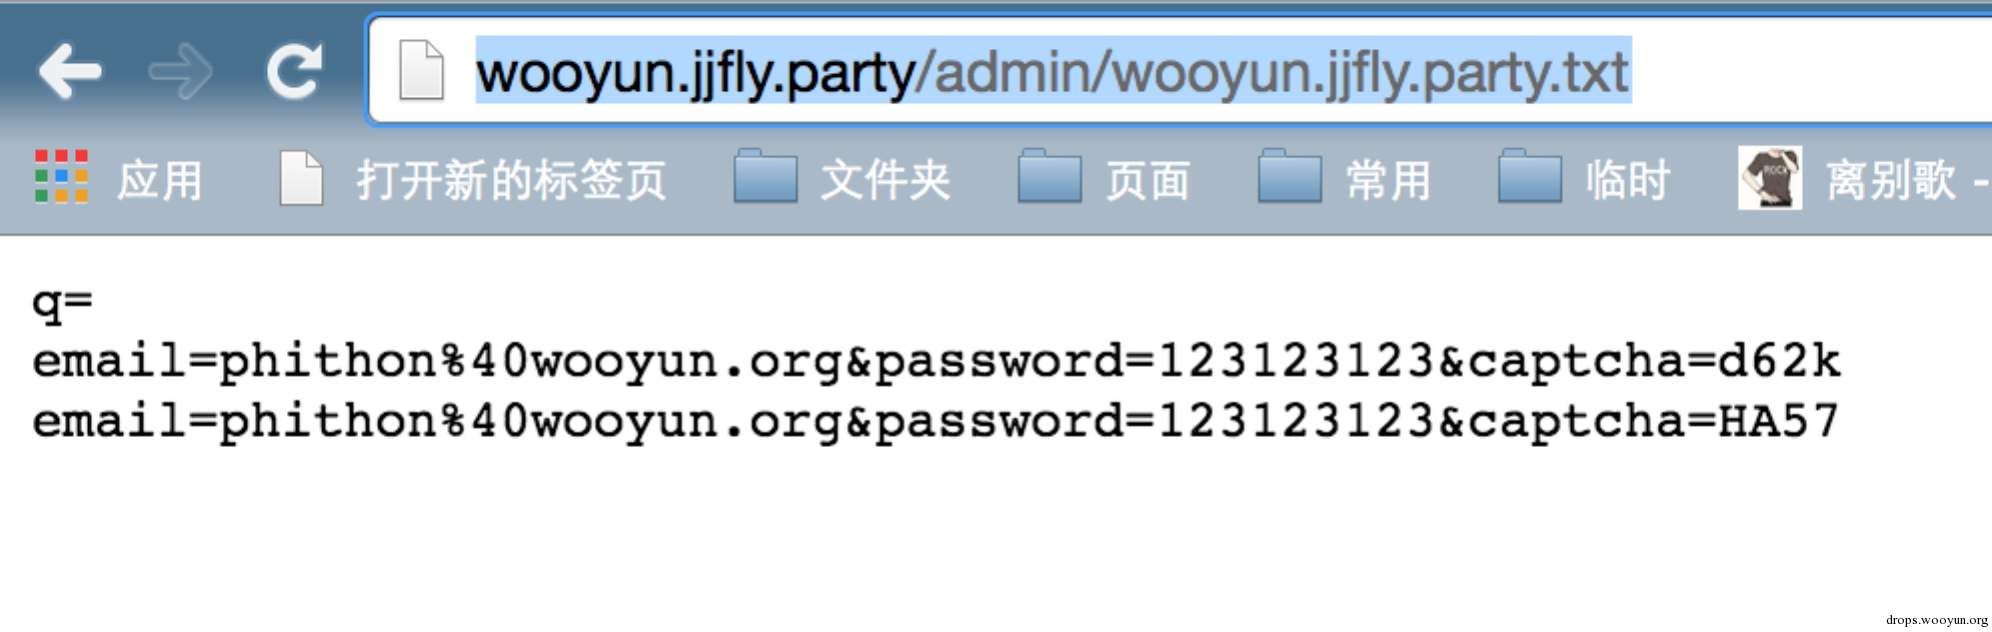 wooyun.jjfly.party/admin/wooyun.jjfly.party.txt
应用 打开新的标签页 文件夹 页面 常用 临时 离别歌 -
q=
email=phithon%40wooyun.org&password=123123123&captcha=d62k
email=phithon%40wooyun.org&password=123123123&captcha=HA57
drops.wooyun.org